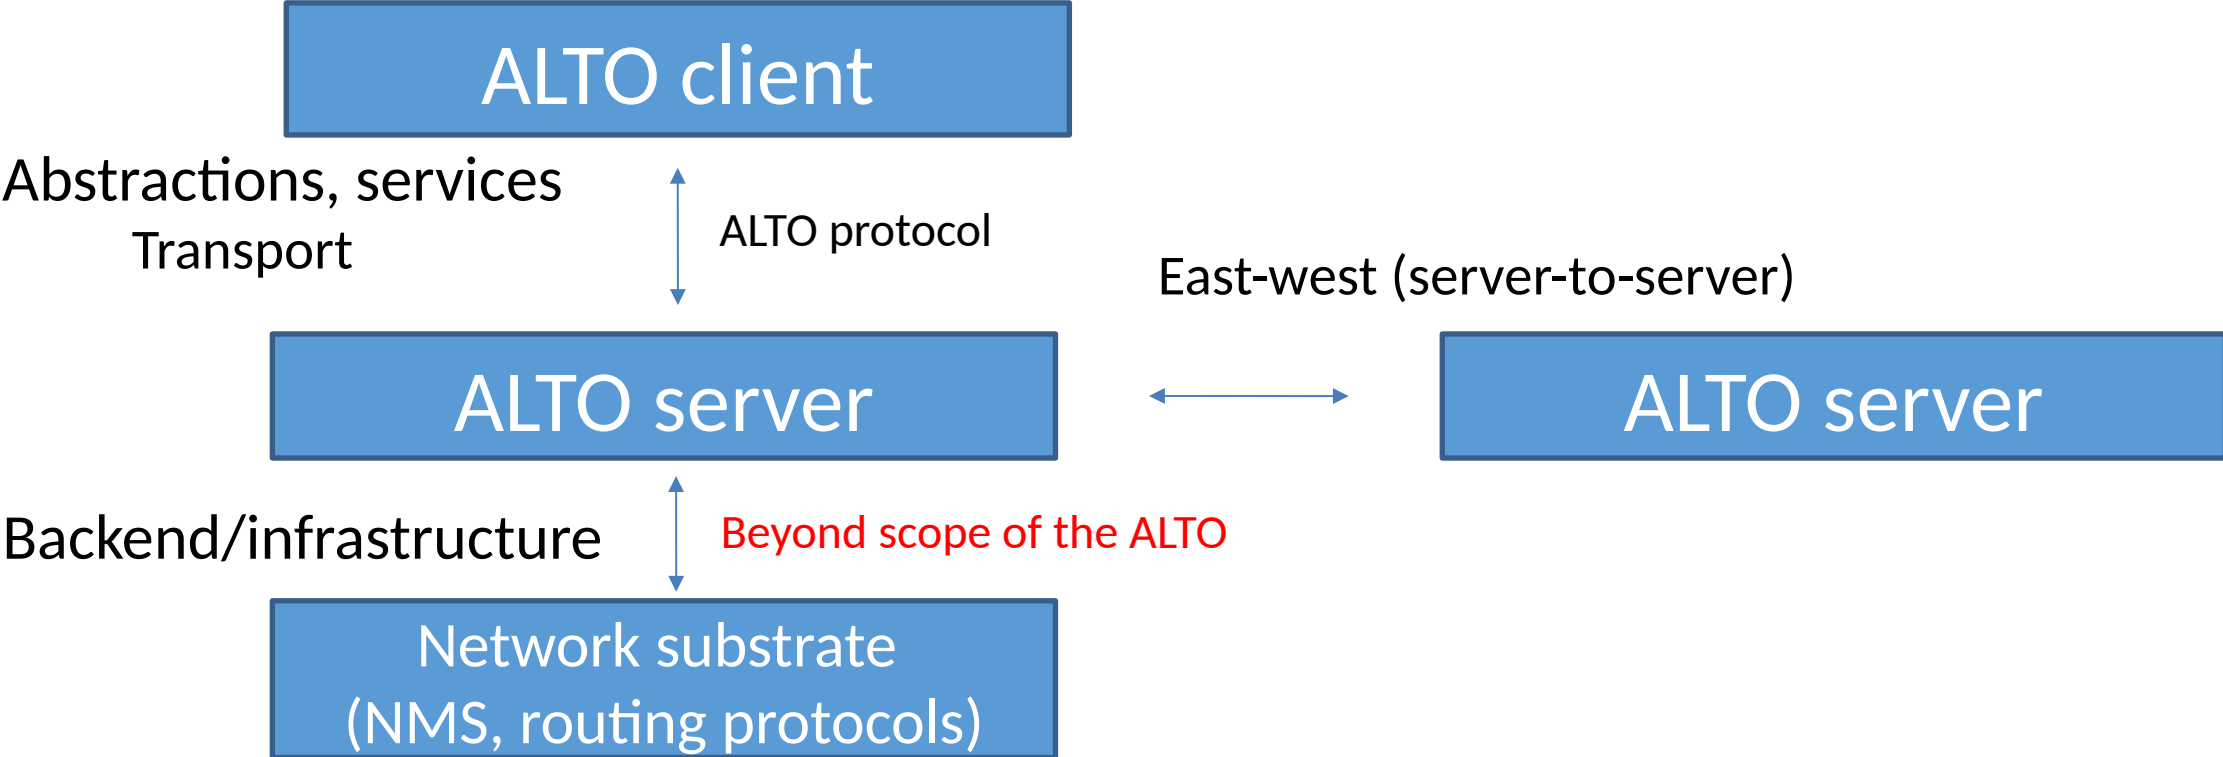 ALTO client
Abstractions, services
Transport
ALTO protocol
East-west (server-to-server)
ALTO server
ALTO server
Backend/infrastructure
Beyond scope of the ALTO
Network substrate
(NMS, routing protocols)